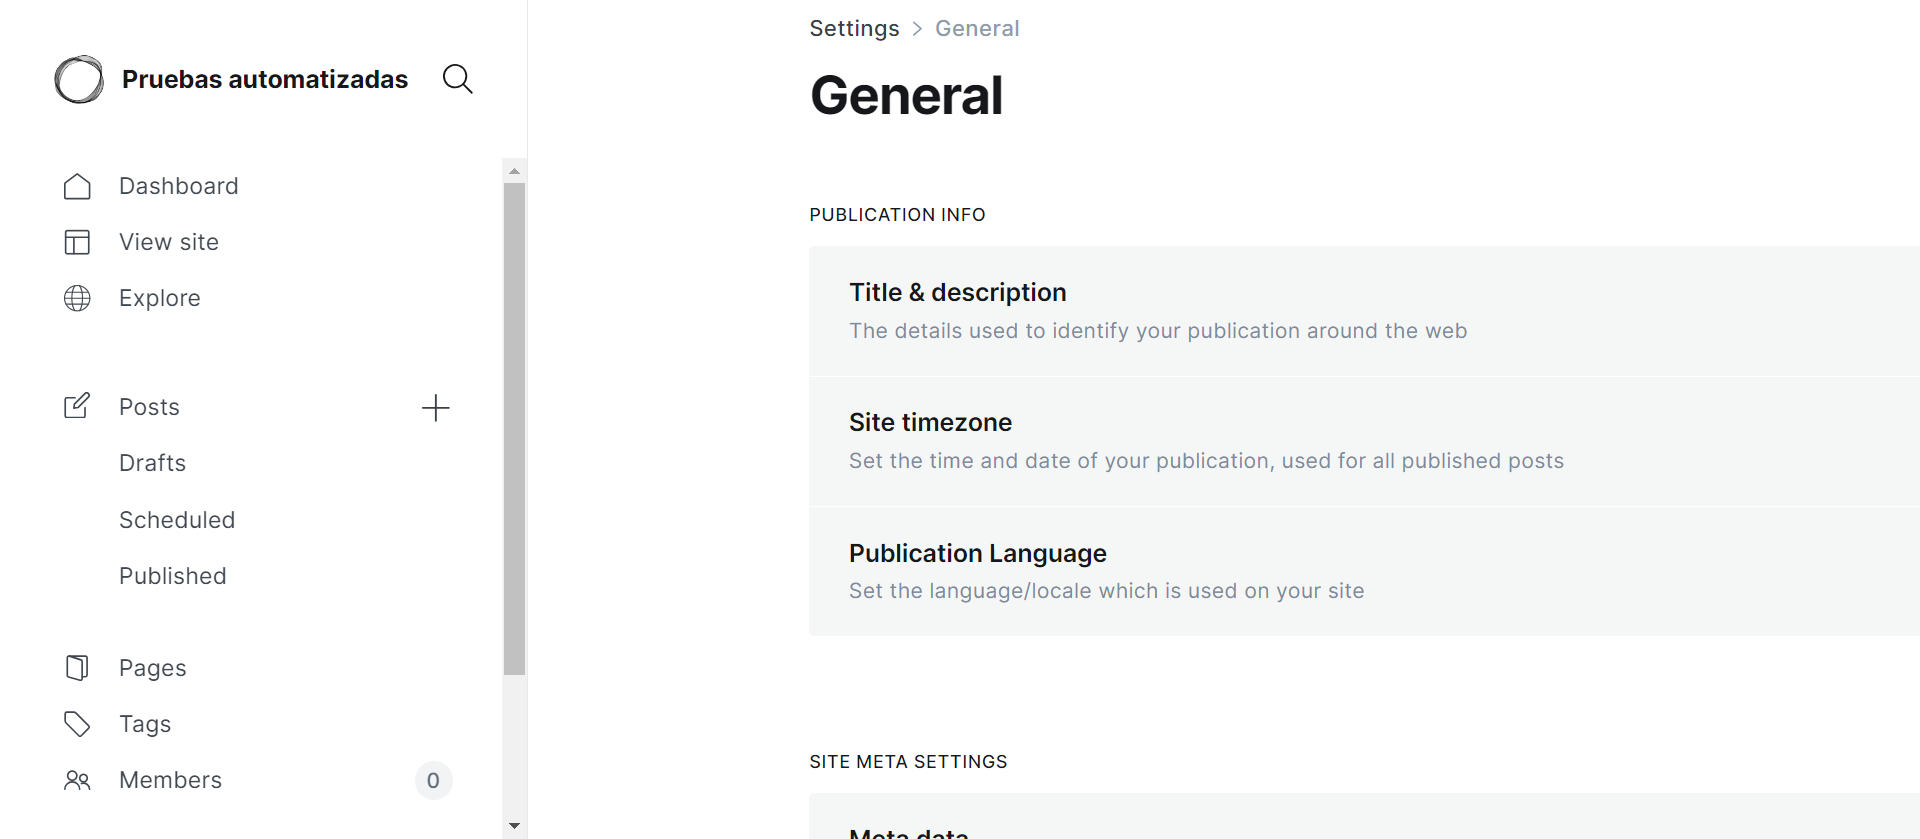 Pruebas automatizadas
Dashboard
View site
Explore
Posts
Drafts
Scheduled
Published
Pages
Tags
Members 0
Settings > General
General
PUBLICATION INFO
Title & description
The details used to identify your publication around the web
Site timezone
Set the time and date of your publication, used for all published posts
Publication Language
Set the language/locale which is used on your site
SITE META SETTINGS
Meta data